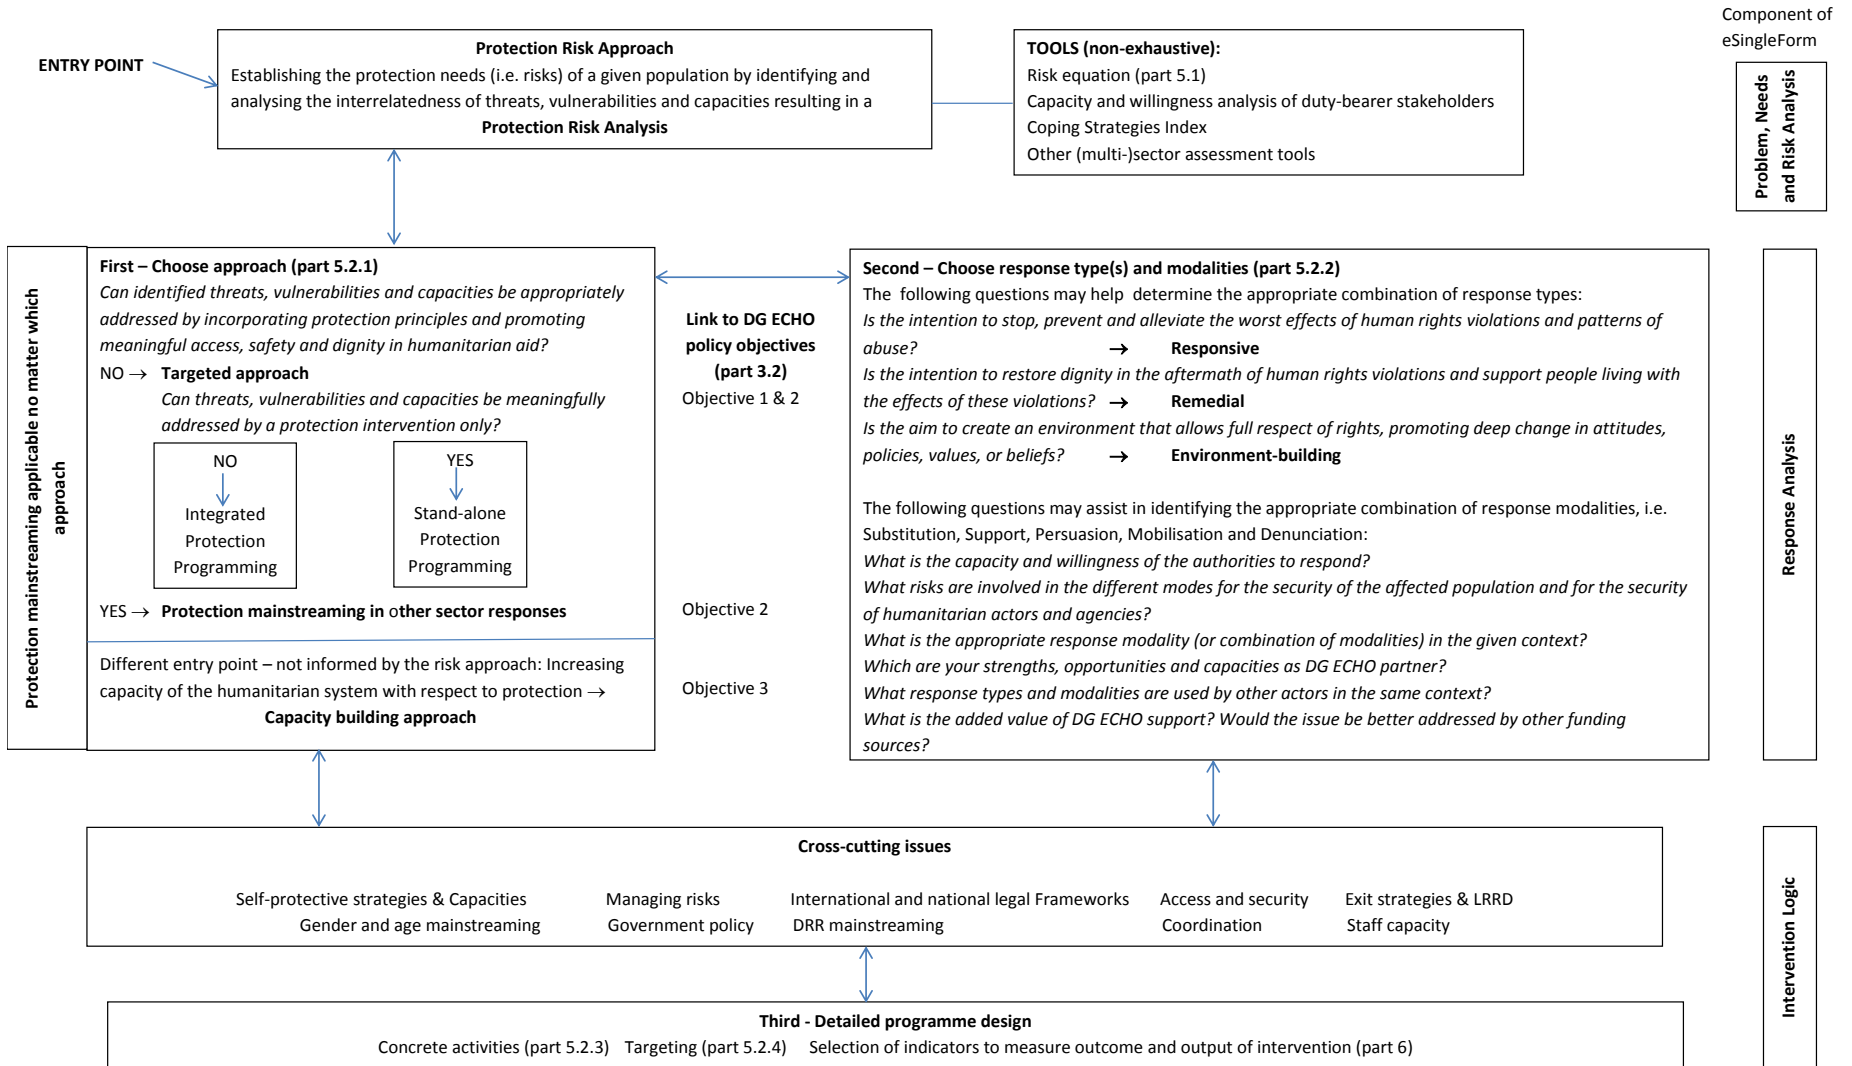 Component of
eSingleForm
ENTRY POINT
Protection Risk Approach
Establishing the protection needs (i.e. risks) of a given population by identifying and
analysing the interrelatedness of threats, vulnerabilities and capacities resulting in a
Protection Risk Analysis
TOOLS (non-exhaustive):
Risk equation (part 5.1)
Capacity and willingness analysis of duty-bearer stakeholders
Coping Strategies Index
Other (multi-)sector assessment tools
Problem, Needs
and Risk Analysis
Protection mainstreaming applicable no matter which
approach
First – Choose approach (part 5.2.1)
Can identified threats, vulnerabilities and capacities be appropriately
addressed by incorporating protection principles and promoting
meaningful access, safety and dignity in humanitarian aid?
NO → Targeted approach
Can threats, vulnerabilities and capacities be meaningfully
addressed by a protection intervention only?
NO
Integrated
Protection
Programming
YES
Stand-alone
Protection
Programming
YES → Protection mainstreaming in other sector responses
Different entry point – not informed by the risk approach: Increasing
capacity of the humanitarian system with respect to protection →
Capacity building approach
Link to DG ECHO
policy objectives
(part 3.2)
Objective 1 & 2
Objective 2
Objective 3
Second – Choose response type(s) and modalities (part 5.2.2)
The following questions may help determine the appropriate combination of response types:
Is the intention to stop, prevent and alleviate the worst effects of human rights violations and patterns of
abuse? → Responsive
Is the intention to restore dignity in the aftermath of human rights violations and support people living with
the effects of these violations? → Remedial
Is the aim to create an environment that allows full respect of rights, promoting deep change in attitudes,
policies, values, or beliefs? → Environment-building
The following questions may assist in identifying the appropriate combination of response modalities, i.e.
Substitution, Support, Persuasion, Mobilisation and Denunciation:
What is the capacity and willingness of the authorities to respond?
What risks are involved in the different modes for the security of the affected population and for the security
of humanitarian actors and agencies?
What is the appropriate response modality (or combination of modalities) in the given context?
Which are your strengths, opportunities and capacities as DG ECHO partner?
What response types and modalities are used by other actors in the same context?
What is the added value of DG ECHO support? Would the issue be better addressed by other funding
sources?
Response Analysis
Cross-cutting issues
Self-protective strategies & Capacities Managing risks International and national legal Frameworks Access and security Exit strategies & LRRD
Gender and age mainstreaming Government policy DRR mainstreaming Coordination Staff capacity
Intervention Logic
Third - Detailed programme design
Concrete activities (part 5.2.3) Targeting (part 5.2.4) Selection of indicators to measure outcome and output of intervention (part 6)